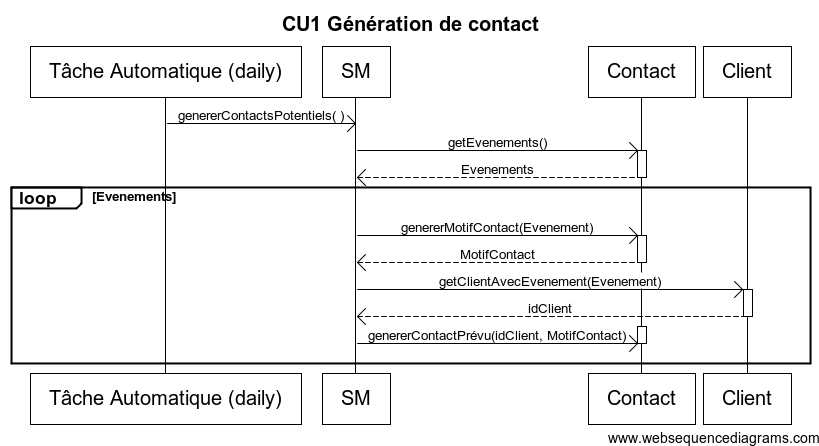 CU1 Génération de contact
Tâche Automatique (daily)
SM
Contact
Client
genererContactsPotentiels( )
getEvenements()
Evenements
loop
[Evenements]
genererMotifContact(Evenement)
MotifContact
getClientAvecEvenement(Evenement)
idClient
genererContactPrévu(idClient, MotifContact)
Tâche Automatique (daily)
SM
Contact
Client
www.websequencediagrams.com